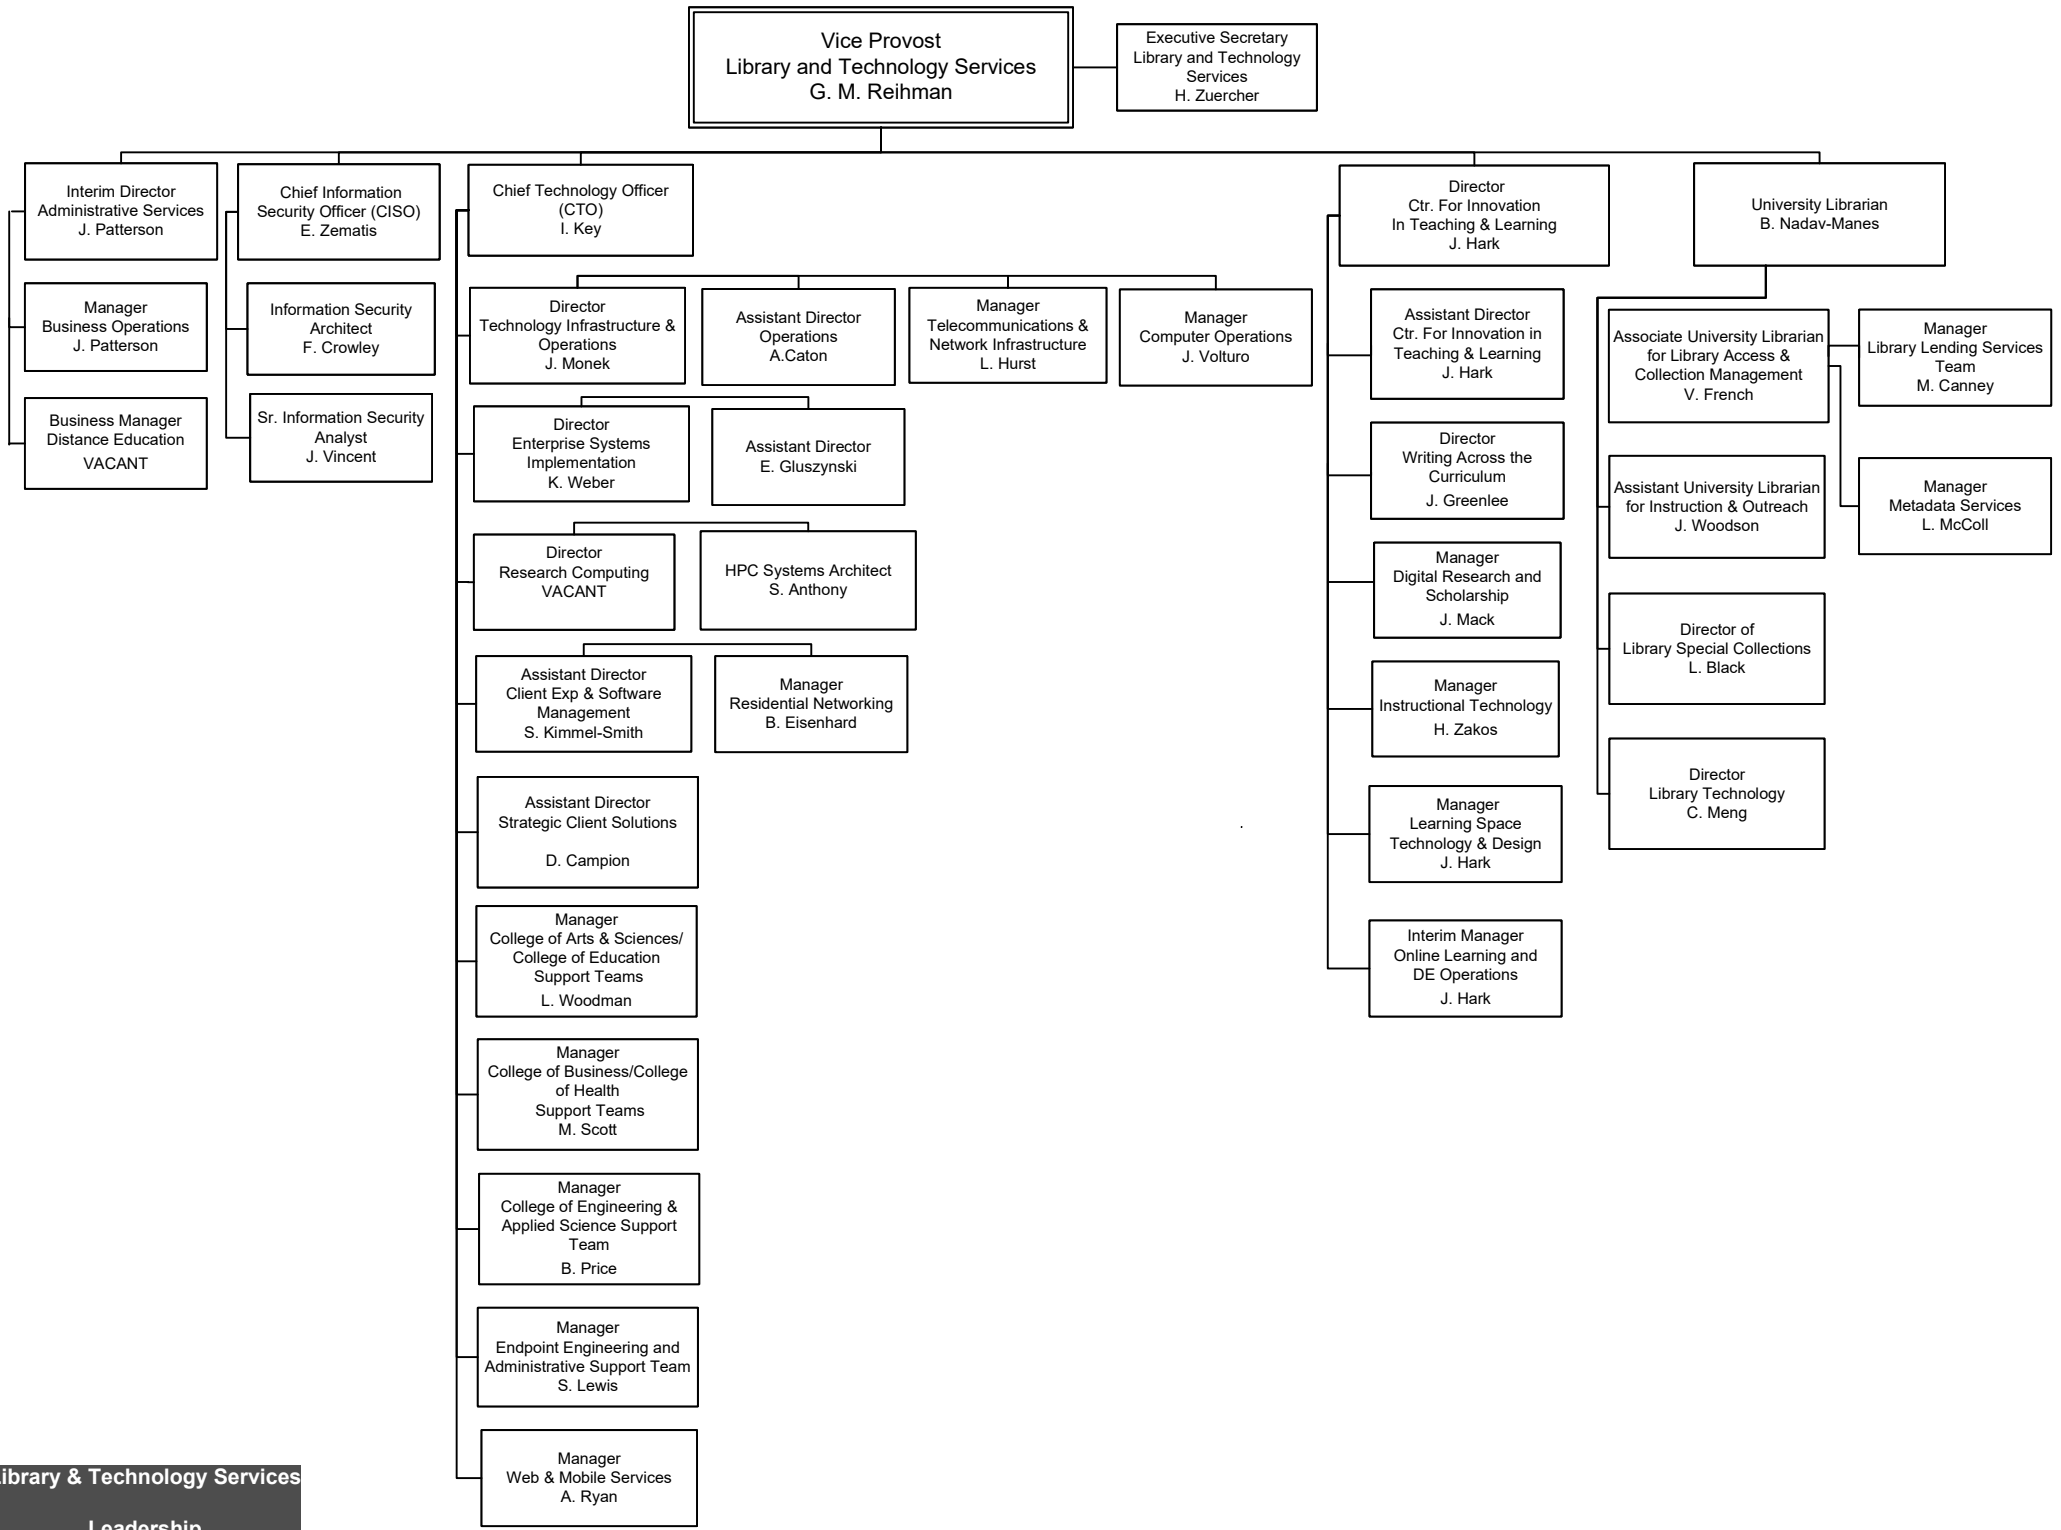 Vice Provost
Library and Technology Services
G. M. Reihman
Executive Secretary
Library and Technology
Services
H. Zuercher
Interim Director
Administrative Services
J. Patterson
Manager
Business Operations
J. Patterson
Business Manager
Distance Education
VACANT
Chief Information
Security Officer (CISO)
E. Zematis
Information Security
Architect
F. Crowley
Sr. Information Security
Analyst
J. Vincent
Chief Technology Officer
(CTO)
I. Key
Director
Technology Infrastructure &
Operations
J. Monek
Assistant Director
Operations
A.Caton
Manager
Telecommunications &
Network Infrastructure
L. Hurst
Manager
Computer Operations
J. Volturo
Director
Enterprise Systems
Implementation
K. Weber
Assistant Director
E. Gluszynski
Director
Research Computing
VACANT
HPC Systems Architect
S. Anthony
Assistant Director
Client Exp & Software
Management
S. Kimmel-Smith
Manager
Residential Networking
B. Eisenhard
Assistant Director
Strategic Client Solutions
D. Campion
Manager
College of Arts & Sciences/
College of Education
Support Teams
L. Woodman
Manager
College of Business/College
of Health
Support Teams
M. Scott
Manager
College of Engineering &
Applied Science Support
Team
B. Price
Manager
Endpoint Engineering and
Administrative Support Team
S. Lewis
Manager
Web & Mobile Services
A. Ryan
Director
Ctr. For Innovation
In Teaching & Learning
J. Hark
Assistant Director
Ctr. For Innovation in
Teaching & Learning
J. Hark
Director
Writing Across the
Curriculum
J. Greenlee
Manager
Digital Research and
Scholarship
J. Mack
Manager
Instructional Technology
H. Zakos
Manager
Learning Space
Technology & Design
J. Hark
Interim Manager
Online Learning and
DE Operations
J. Hark
University Librarian
B. Nadav-Manes
Associate University Librarian
for Library Access &
Collection Management
V. French
Manager
Library Lending Services
Team
M. Canney
Manager
Metadata Services
L. McColl
Assistant University Librarian
for Instruction & Outreach
J. Woodson
Director of
Library Special Collections
L. Black
Director
Library Technology
C. Meng
.
Library & Technology Services
Leadership